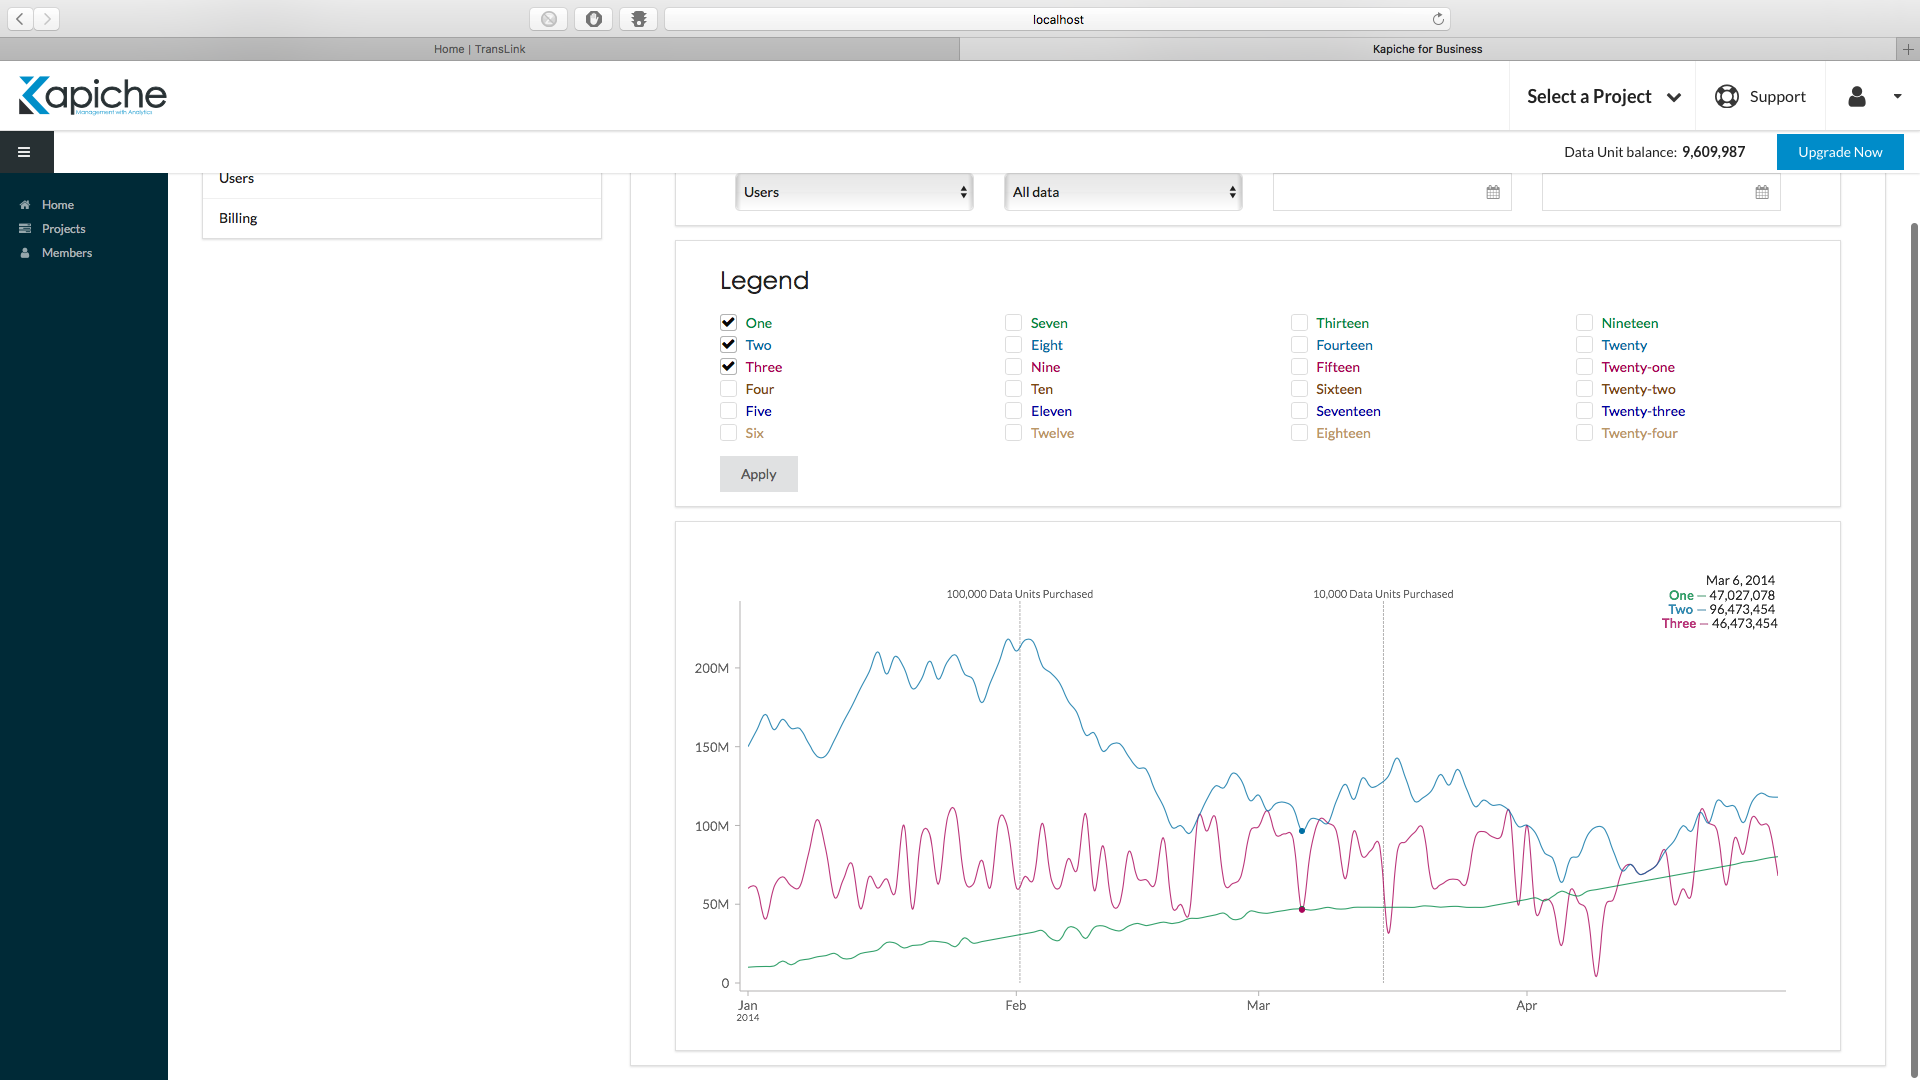 localhost
Home | TransLink
Kapiche for Business
Kapiche
Management with Analytics
Select a Project
Support
Data Unit balance: 9,609,987
Upgrade Now
Home
Projects
Members
Users
Billing
Users
All data
Legend
One
Seven
Thirteen
Nineteen
Two
Eight
Fourteen
Twenty
Three
Nine
Fifteen
Twenty-one
Four
Ten
Sixteen
Twenty-two
Five
Eleven
Seventeen
Twenty-three
Six
Twelve
Eighteen
Twenty-four
Apply
100,000 Data Units Purchased
10,000 Data Units Purchased
Mar 6, 2014
One — 47,027,078
Two — 96,473,454
Three — 46,473,454
200M
150M
100M
50M
0
Jan
2014
Feb
Mar
Apr